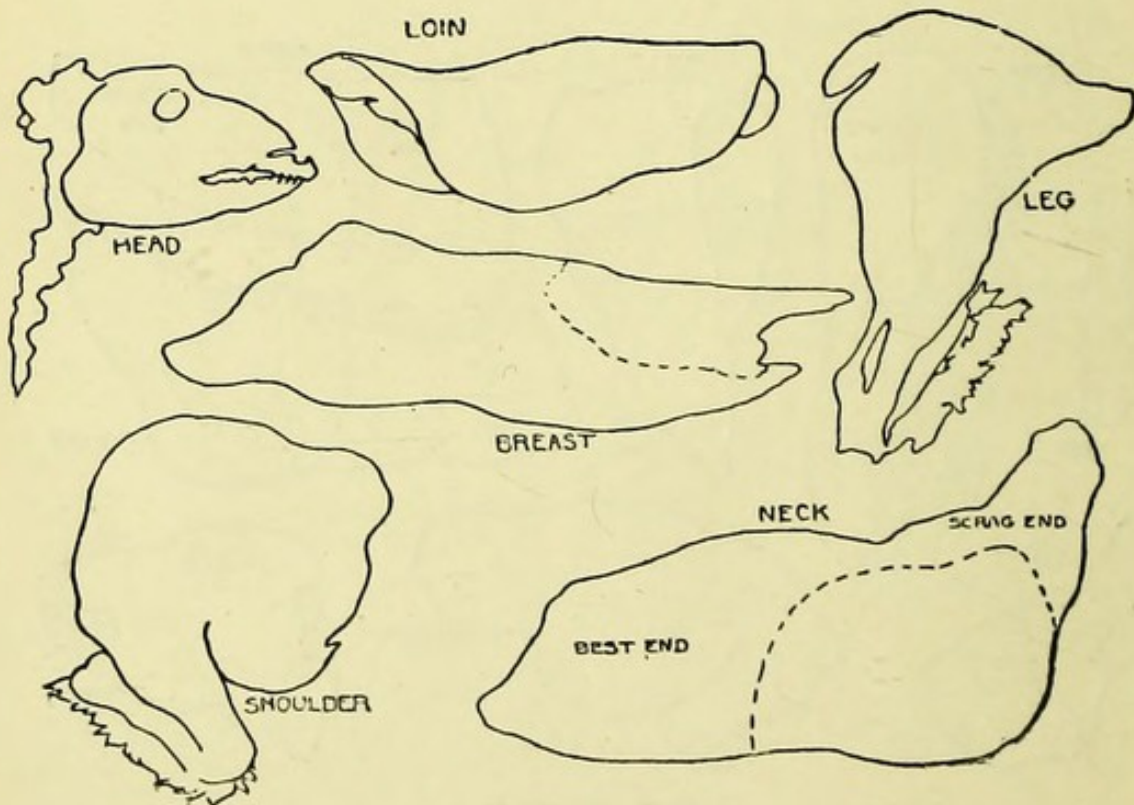 LOIN
HEAD
LEG
BREAST
NECK
SCRAG END
BEST END
SHOULDER